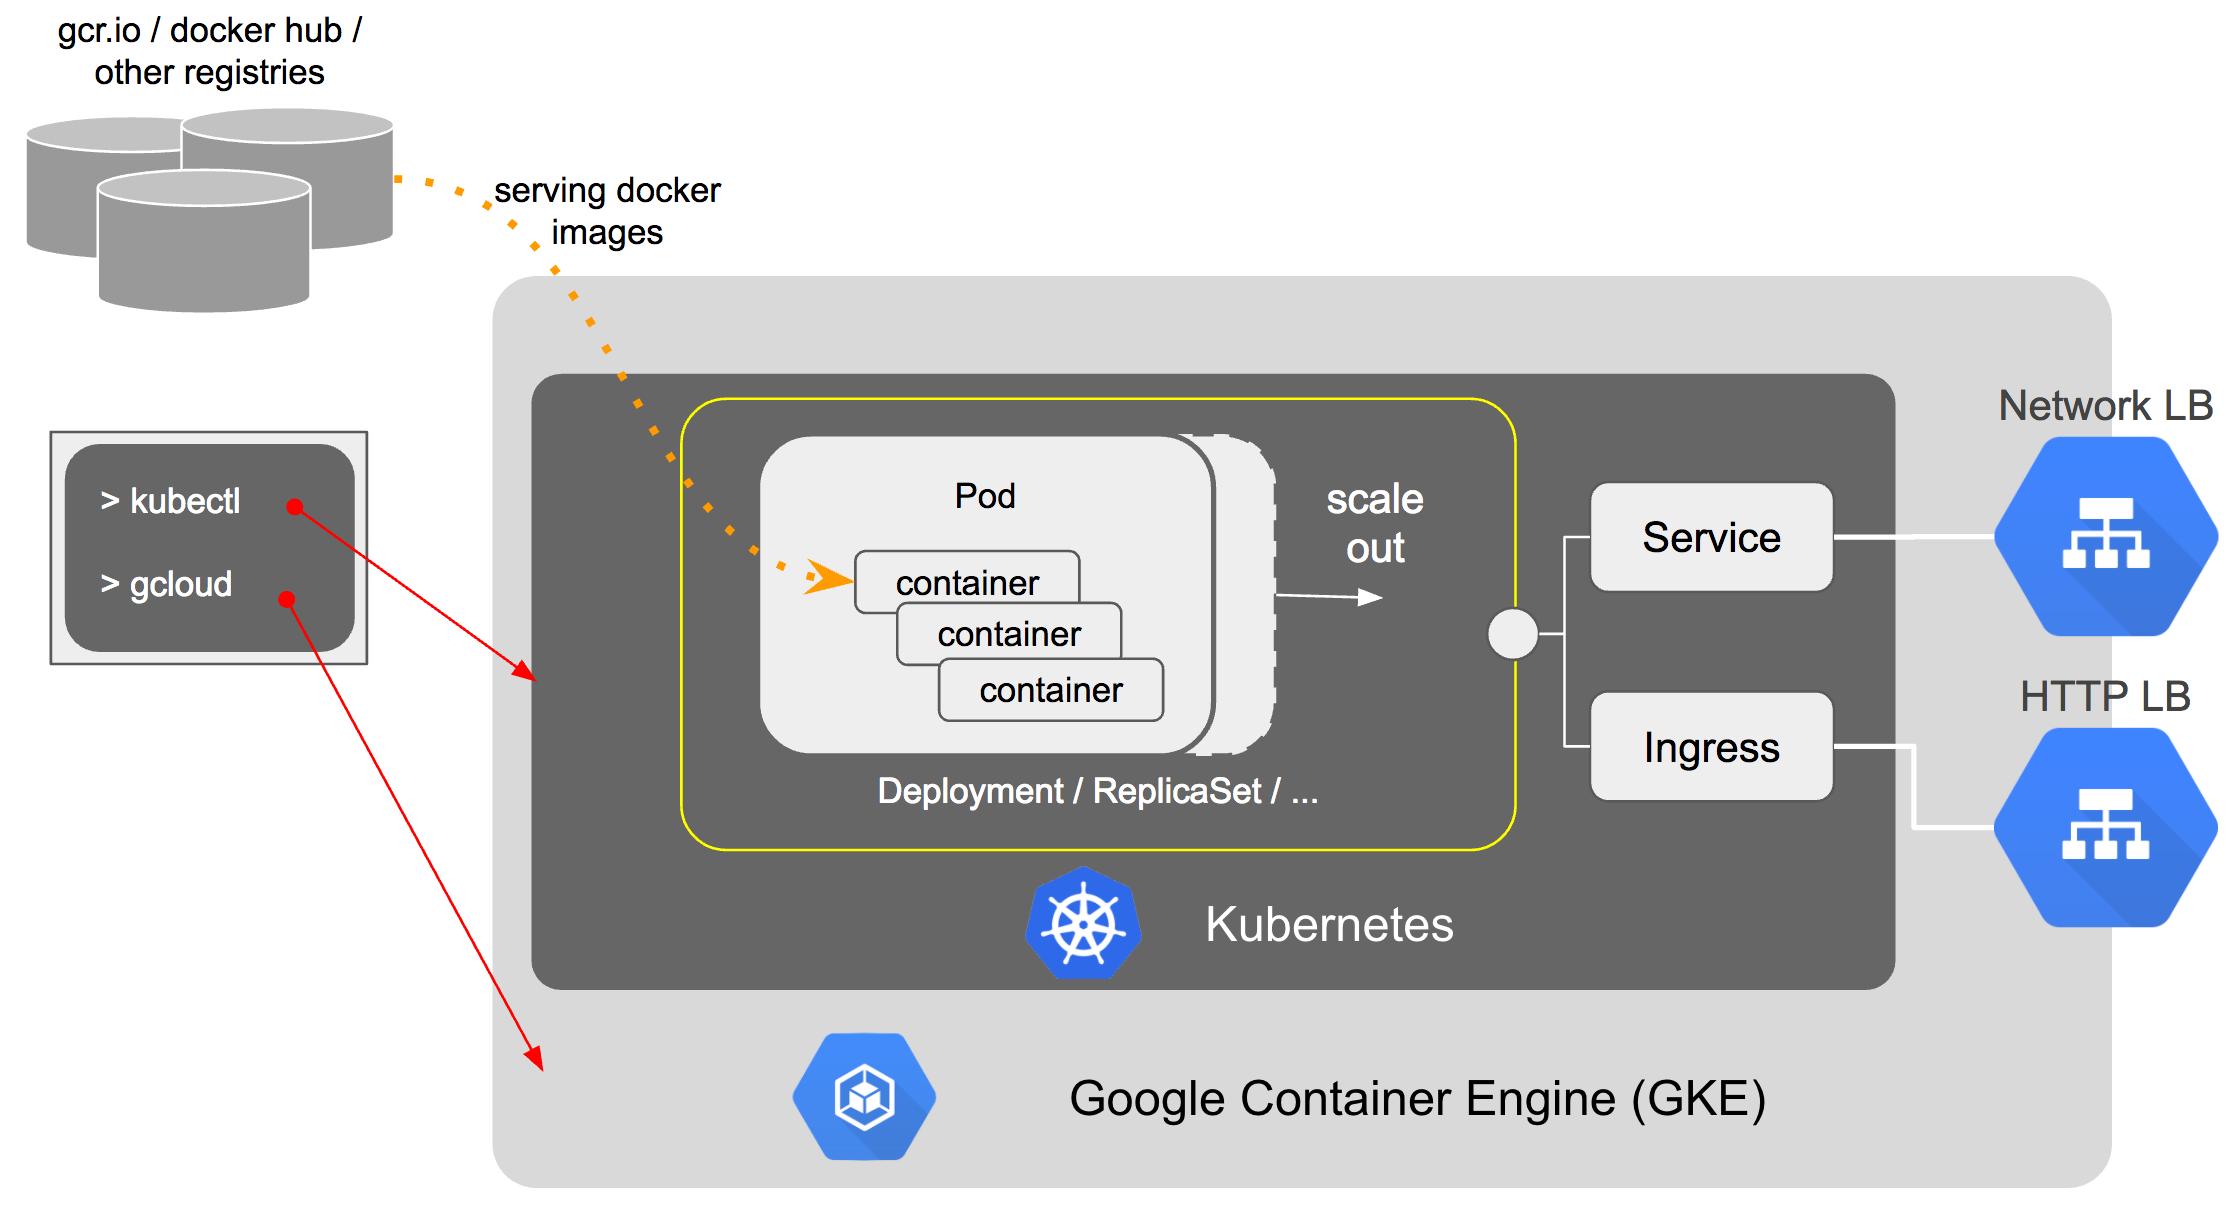 gcr.io / docker hub /
other registries
serving docker
images
> kubectl
> gcloud
Pod
container
container
container
scale
out
Deployment / ReplicaSet / ...
Service
Ingress
Network LB
HTTP LB
Kubernetes
Google Container Engine (GKE)